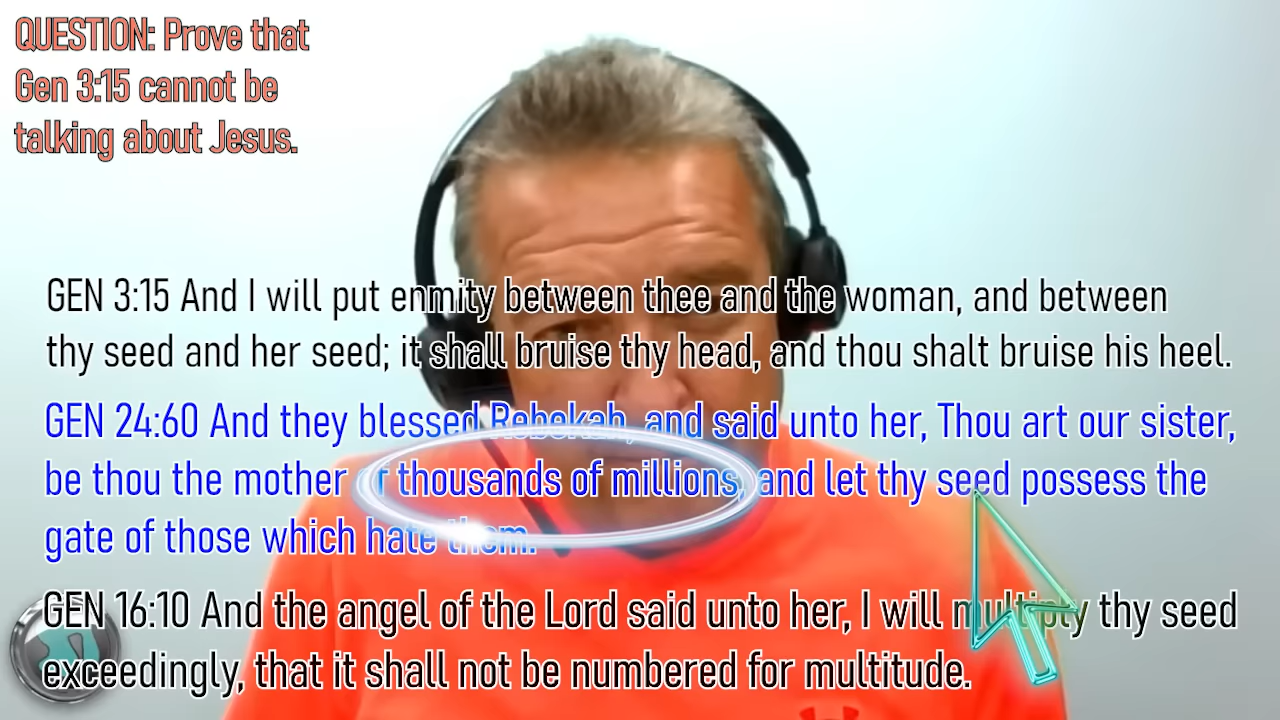 QUESTION: Prove that
Gen 3:15 cannot be
talking about Jesus.
GEN 3:15 And I will put enmity between thee and the woman, and between
thy seed and her seed; it shall bruise thy head, and thou shalt bruise his heel.
GEN 24:60 And they blessed Rebekah, and said unto her, Thou art our sister,
be thou the mother of thousands of millions, and let thy seed possess the
gate of those which hate them.
GEN 16:10 And the angel of the Lord said unto her, I will multiply thy seed
exceedingly, that it shall not be numbered for multitude.